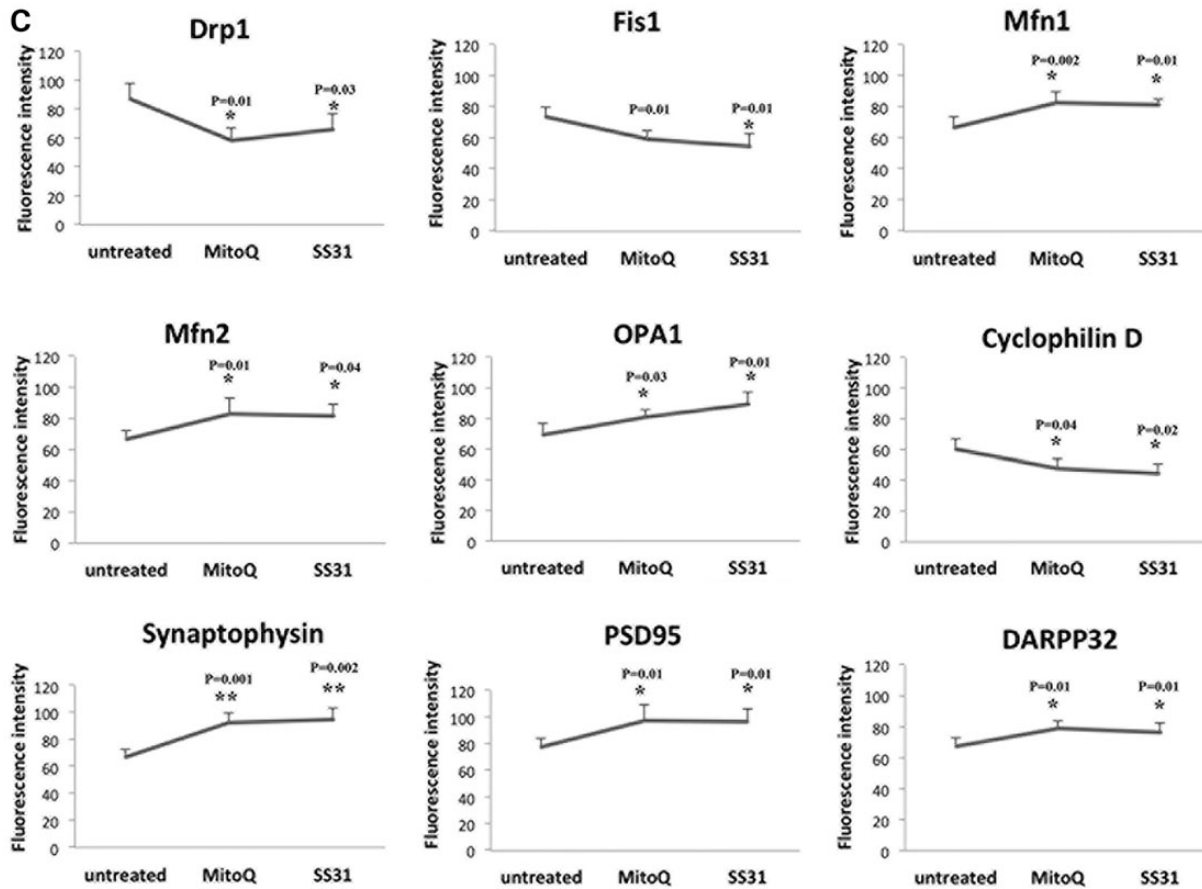 C
Drp1
Fluorescence intensity
120
100
80
60
40
20
0
P=0.01
*
P=0.03
*
untreated MitoQ SS31
Fis1
Fluorescence intensity
120
100
80
60
40
20
0
P=0.01
P=0.01
*
untreated MitoQ SS31
Mfn1
Fluorescence intensity
120
100
80
60
40
20
0
P=0.002
*
P=0.01
*
untreated MitoQ SS31
Mfn2
Fluorescence intensity
120
100
80
60
40
20
0
P=0.01
*
P=0.04
*
untreated MitoQ SS31
OPA1
Fluorescence intensity
120
100
80
60
40
20
0
P=0.03
*
P=0.01
*
untreated MitoQ SS31
Cyclophilin D
Fluorescence intensity
120
100
80
60
40
20
0
P=0.04
*
P=0.02
*
untreated MitoQ SS31
Synaptophysin
Fluorescence intensity
120
100
80
60
40
20
0
P=0.001
**
P=0.002
**
untreated MitoQ SS31
PSD95
Fluorescence intensity
120
100
80
60
40
20
0
P=0.01
*
P=0.01
*
untreated MitoQ SS31
DARPP32
Fluorescence intensity
120
100
80
60
40
20
0
P=0.01
*
P=0.01
*
untreated MitoQ SS31